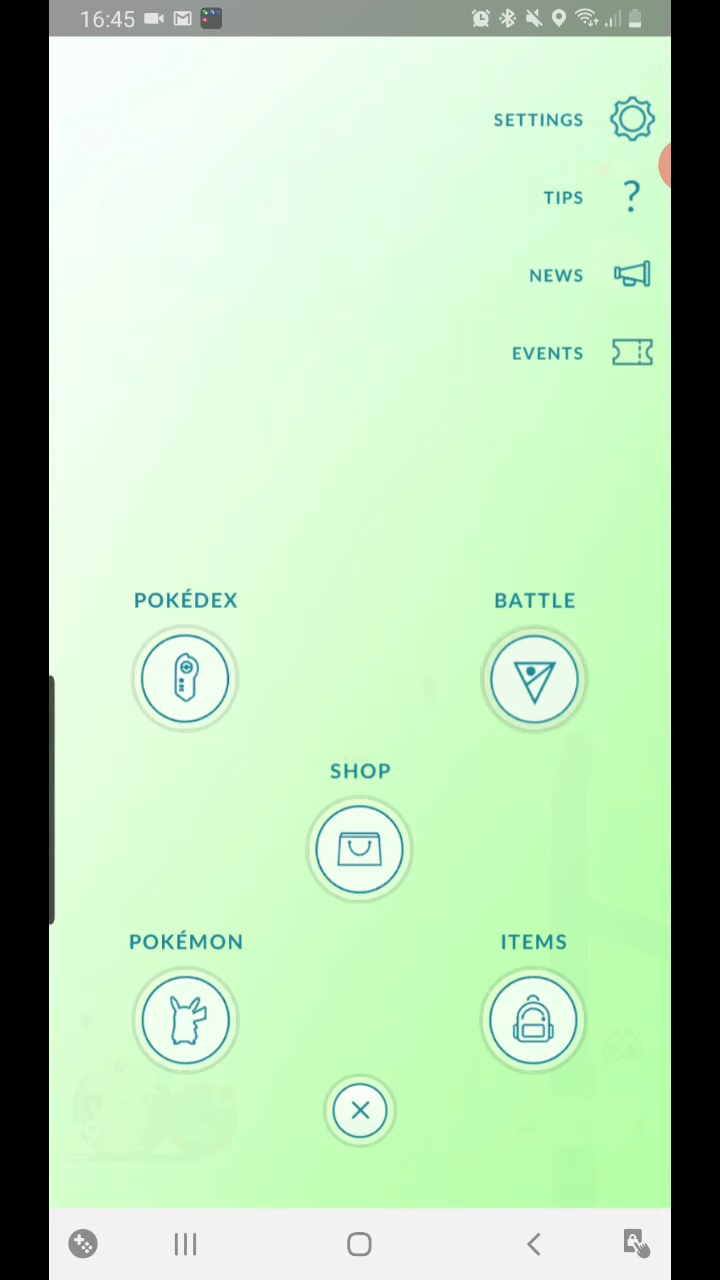 16:45
SETTINGS
TIPS
?
NEWS
EVENTS
POKÉDEX
BATTLE
SHOP
POKÉMON
ITEMS